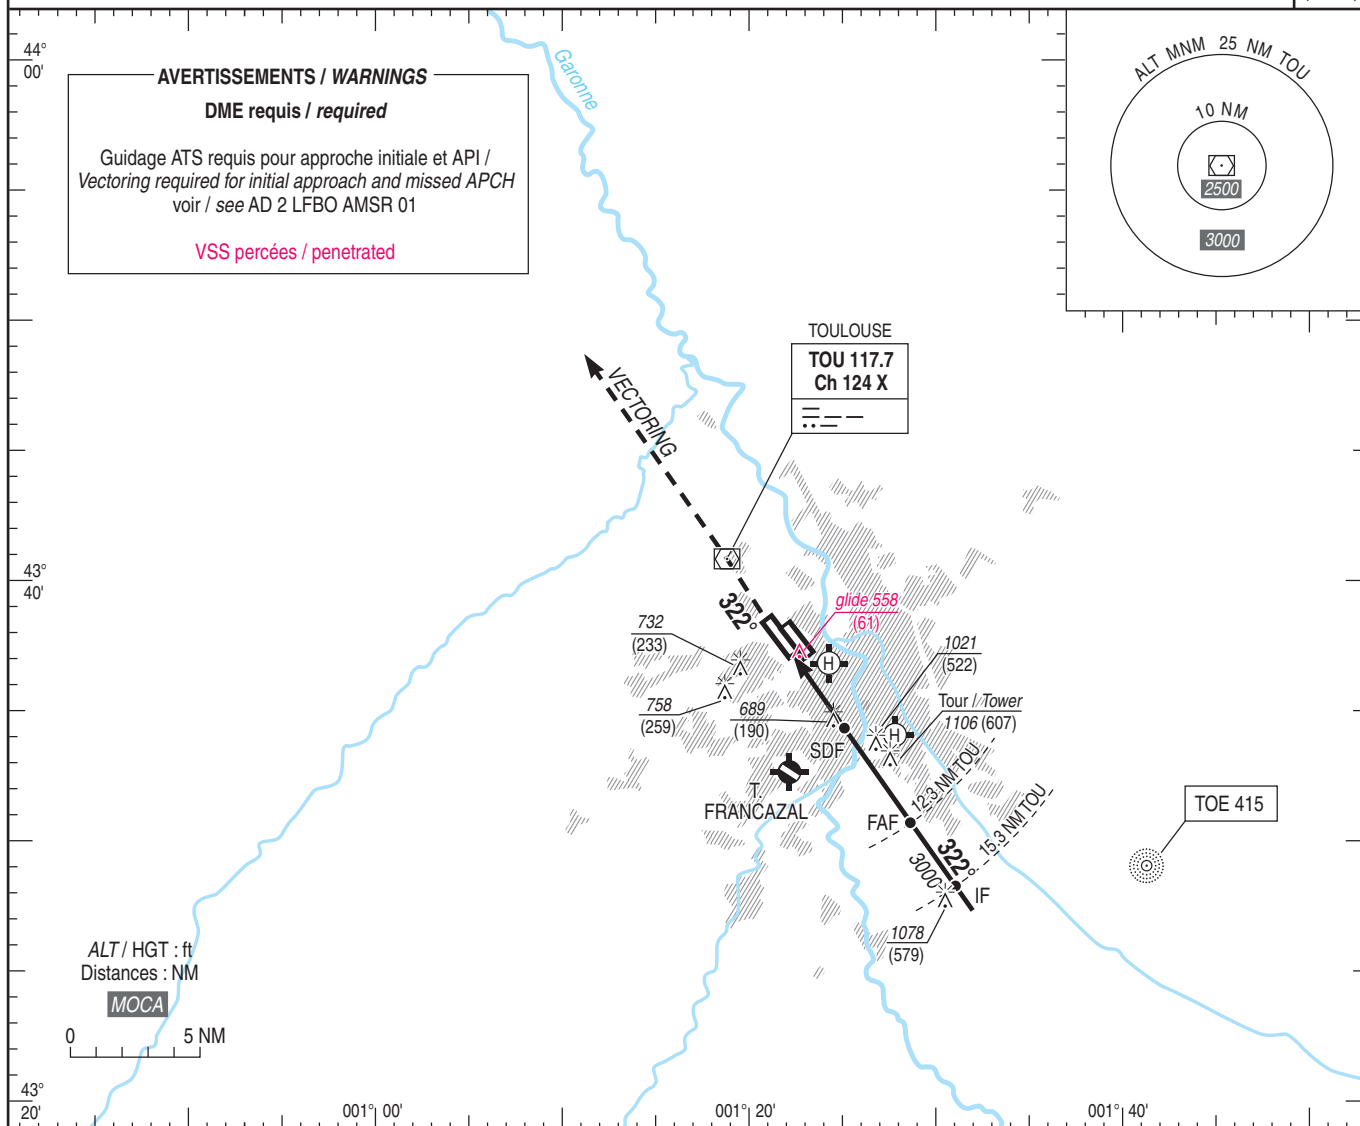 44°
00'
AVERTISSEMENTS / WARNINGS
DME requis / required
Guidage ATS requis pour approche initiale et API /
Vectoring required for initial approach and missed APCH
voir / see AD 2 LFBO AMSR 01
VSS percées / penetrated
Garonne
ALT MNM 25 NM TOU
10 NM
2500
3000
TOULOUSE
TOU 117.7
Ch 124 X
VECTORING
43°
40'
322°
glide 558
(61)
732
(233)
1021
(522)
H
758
(259)
689
(190)
Tour / Tower
1106 (607)
H
SDF
12.3 NM TOU
T.
FRANCAZAL
FAF
15.3 NM TOU
TOE 415
322°
3000
IF
1078
(579)
ALT / HGT : ft
Distances : NM
MOCA
0 5 NM
43°
20'
001° 00'
001° 20'
001° 40'